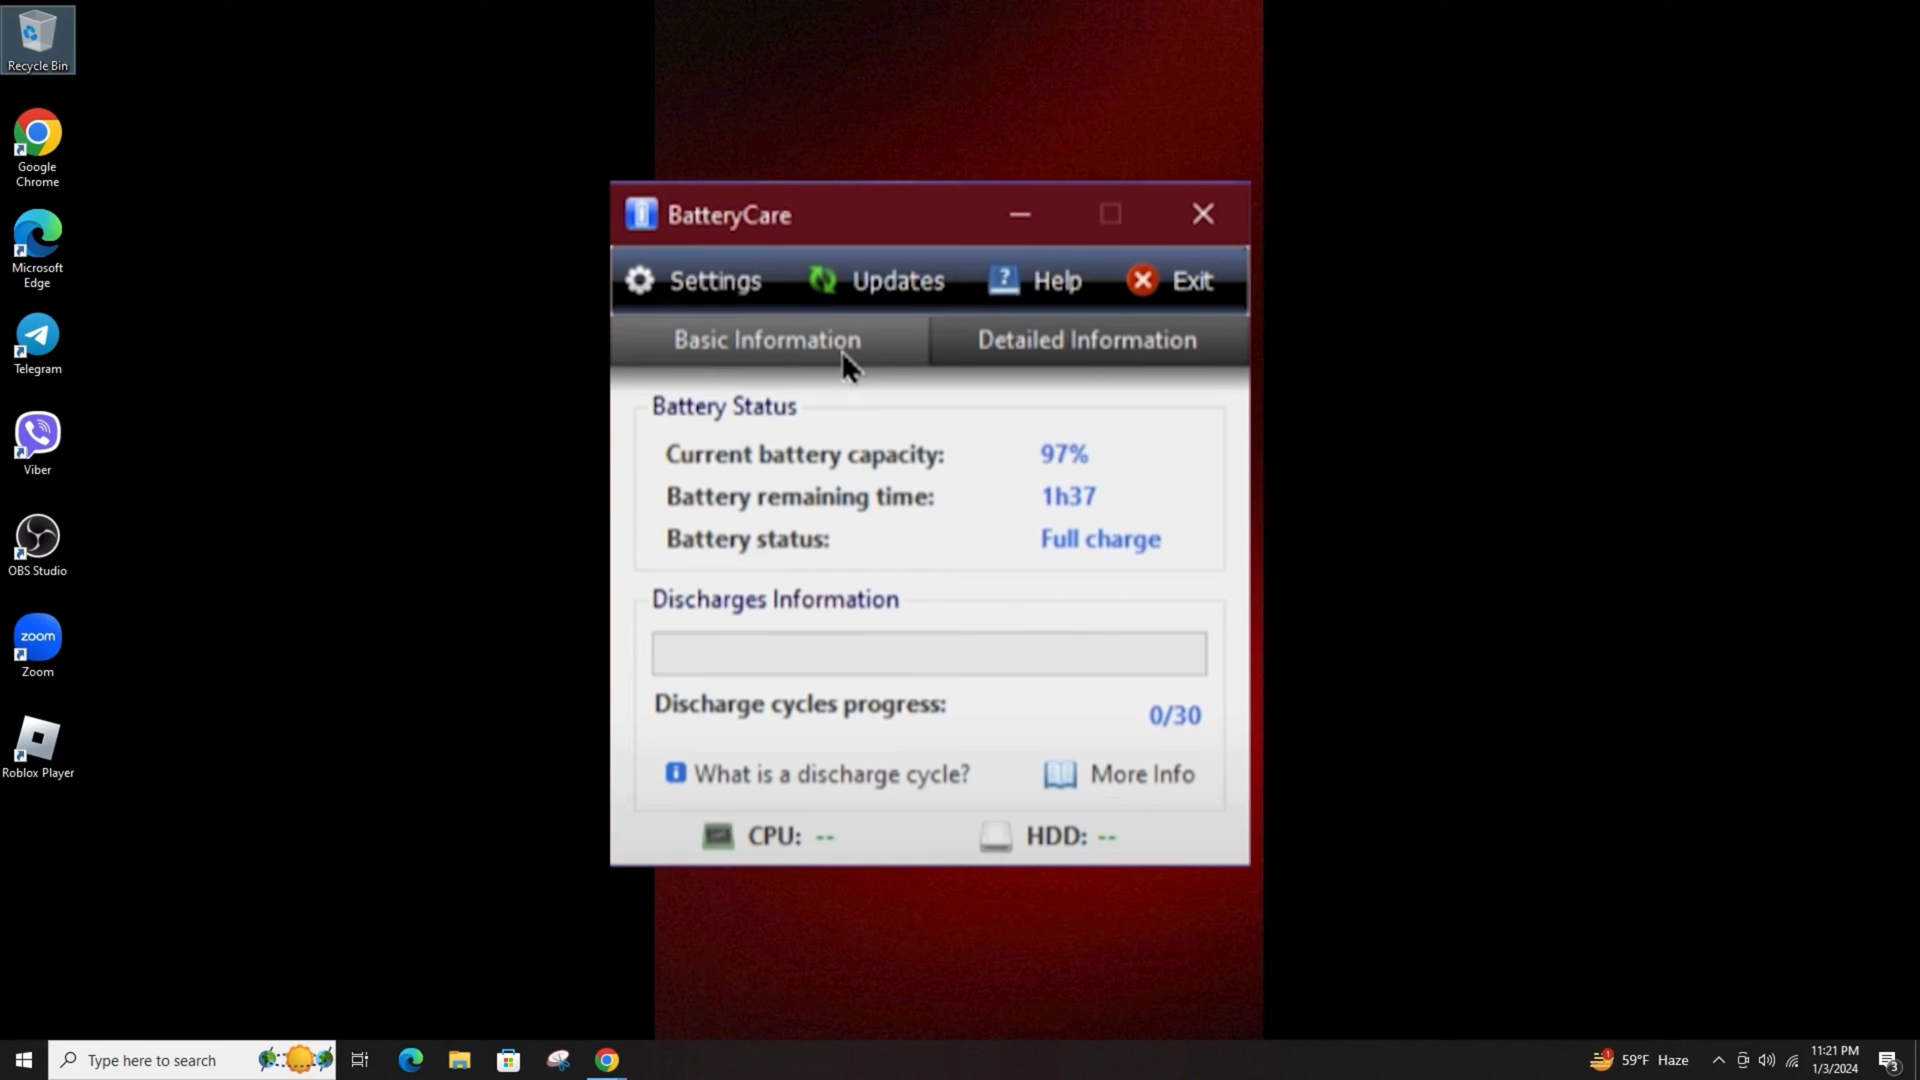 Recycle Bin
Google
Chrome
Microsoft
Edge
Telegram
Viber
OBS Studio
zoom
Zoom
Roblox Player
BatteryCare
Settings Updates ? Help Exit
Basic Information Detailed Information
Battery Status
Current battery capacity: 97%
Battery remaining time: 1h37
Battery status: Full charge
Discharges Information
Discharge cycles progress: 0/30
What is a discharge cycle? More Info
CPU: -- HDD: --
Type here to search
1
59°F Haze
11:21 PM
1/3/2024
3